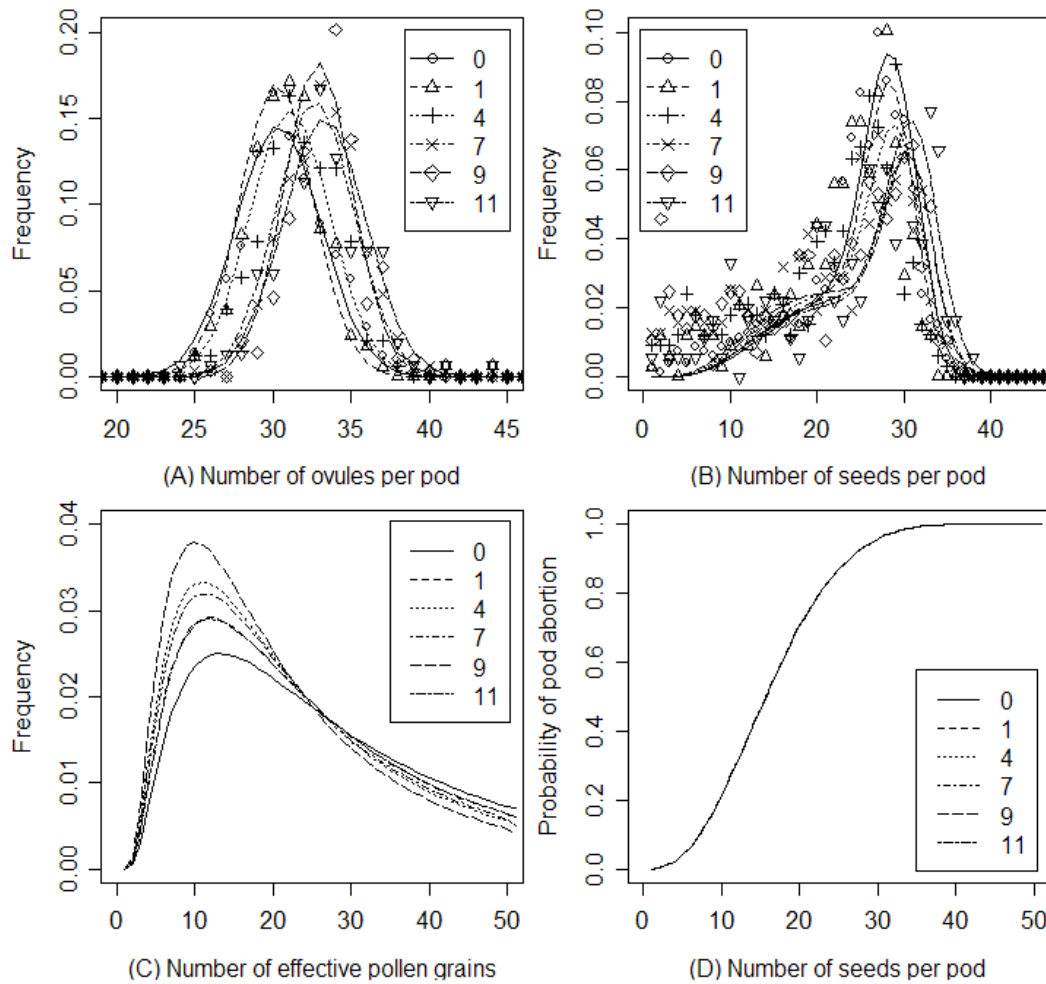 0.00 0.05 0.10 0.15 0.20
Frequency
0
1
4
7
9
11
20 25 30 35 40 45
(A) Number of ovules per pod
0.00 0.02 0.04 0.06 0.08 0.10
Frequency
0
1
4
7
9
11
0 10 20 30 40
(B) Number of seeds per pod
0.00 0.01 0.02 0.03 0.04
Frequency
0
1
4
7
9
11
0 10 20 30 40 50
(C) Number of effective pollen grains
0.0 0.2 0.4 0.6 0.8 1.0
Probability of pod abortion
0
1
4
7
9
11
0 10 20 30 40 50
(D) Number of seeds per pod